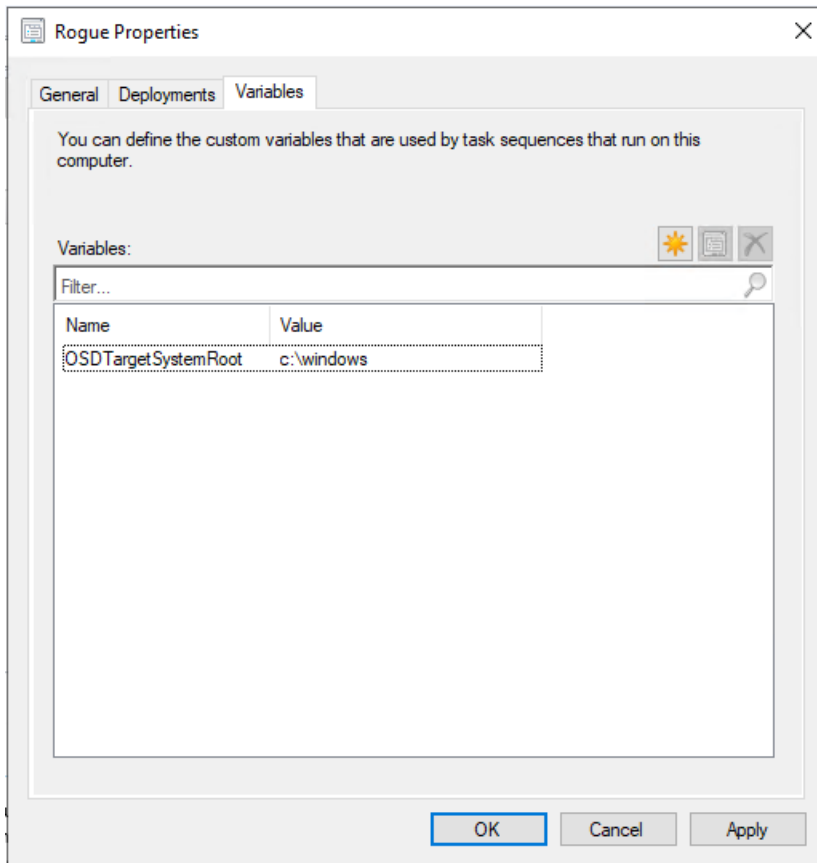 Rogue Properties
General Deployments Variables
You can define the custom variables that are used by task sequences that run on this
computer.
Variables:
Filter...
Name Value
OSDTargetSystemRoot c:\windows
OK Cancel Apply